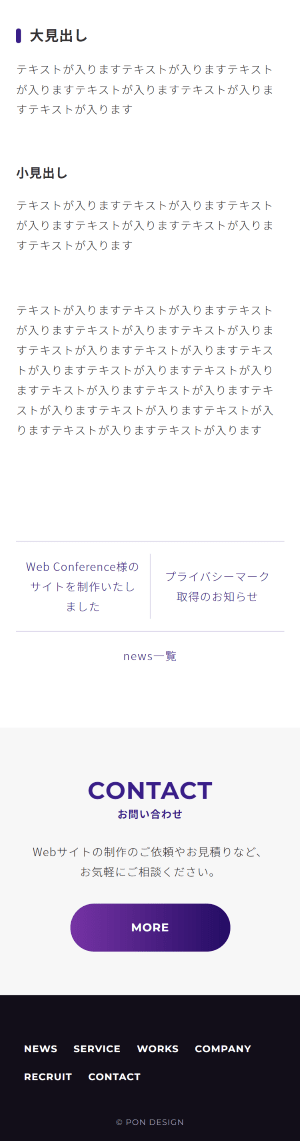 大見出し
テキストが入りますテキストが入りますテキスト
が入りますテキストが入りますテキストが入りま
すテキストが入ります
小見出し
テキストが入りますテキストが入りますテキスト
が入りますテキストが入りますテキストが入りま
すテキストが入ります
テキストが入りますテキストが入りますテキスト
が入りますテキストが入りますテキストが入りま
すテキストが入りますテキストが入りますテキス
トが入りますテキストが入りますテキストが入り
ますテキストが入りますテキストが入りますテキ
ストが入りますテキストが入りますテキストが入
りますテキストが入りますテキストが入ります
Web Conference様の
サイトを制作いたし
ました
プライバシーマーク
取得のお知らせ
news一覧
CONTACT
お問い合わせ
Webサイトの制作のご依頼やお見積りなど、
お気軽にご相談ください。
MORE
NEWS SERVICE WORKS COMPANY
RECRUIT CONTACT
© PON DESIGN